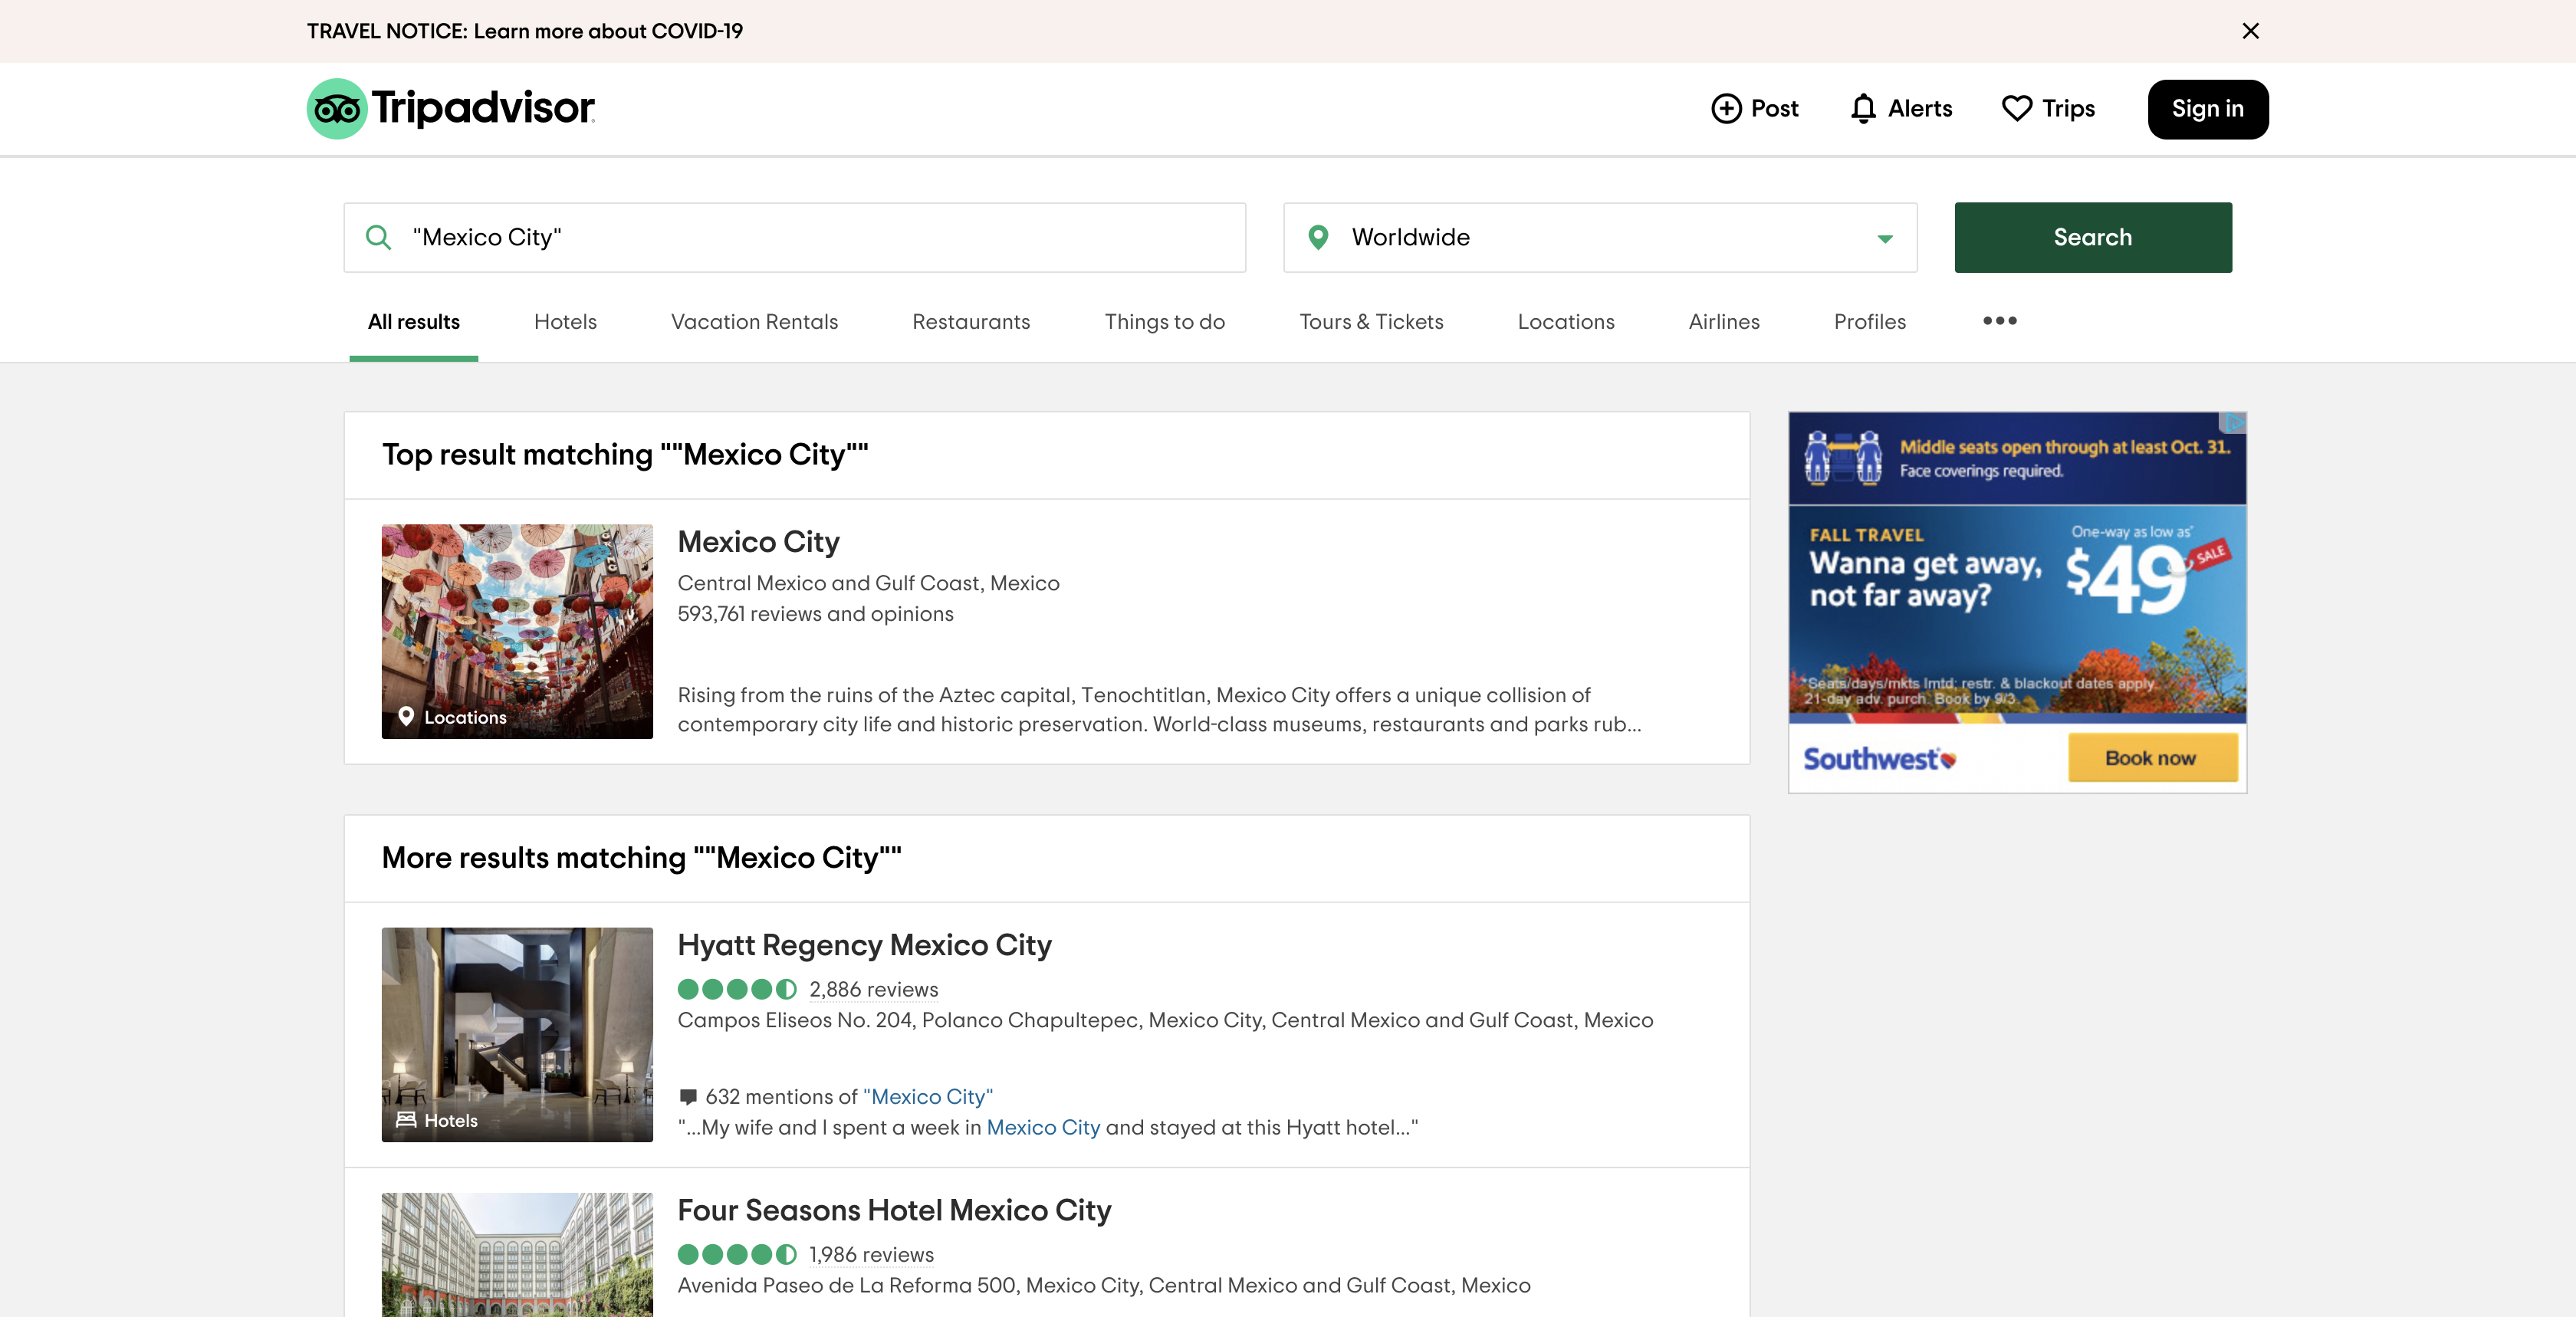 TRAVEL NOTICE: Learn more about COVID-19
Tripadvisor
Post
Alerts
Trips
Sign in
"Mexico City"
Worldwide
Search
All results
Hotels
Vacation Rentals
Restaurants
Things to do
Tours & Tickets
Locations
Airlines
Profiles
Top result matching ""Mexico City""
Mexico City
Central Mexico and Gulf Coast, Mexico
593,761 reviews and opinions
Rising from the ruins of the Aztec capital, Tenochtitlan, Mexico City offers a unique collision of
contemporary city life and historic preservation. World-class museums, restaurants and parks rub...
Locations
Middle seats open through at least Oct. 31.
Face coverings required.
FALL TRAVEL
Wanna get away,
not far away?
One-way as low as*
$49
SALE
*Seats/days/mkts lmtd; restr. & blackout dates apply.
21-day adv. purch. Book by 9/3.
Southwest
Book now
More results matching ""Mexico City""
Hyatt Regency Mexico City
2,886 reviews
Campos Eliseos No. 204, Polanco Chapultepec, Mexico City, Central Mexico and Gulf Coast, Mexico
632 mentions of "Mexico City"
"...My wife and I spent a week in Mexico City and stayed at this Hyatt hotel..."
Hotels
Four Seasons Hotel Mexico City
1,986 reviews
Avenida Paseo de La Reforma 500, Mexico City, Central Mexico and Gulf Coast, Mexico